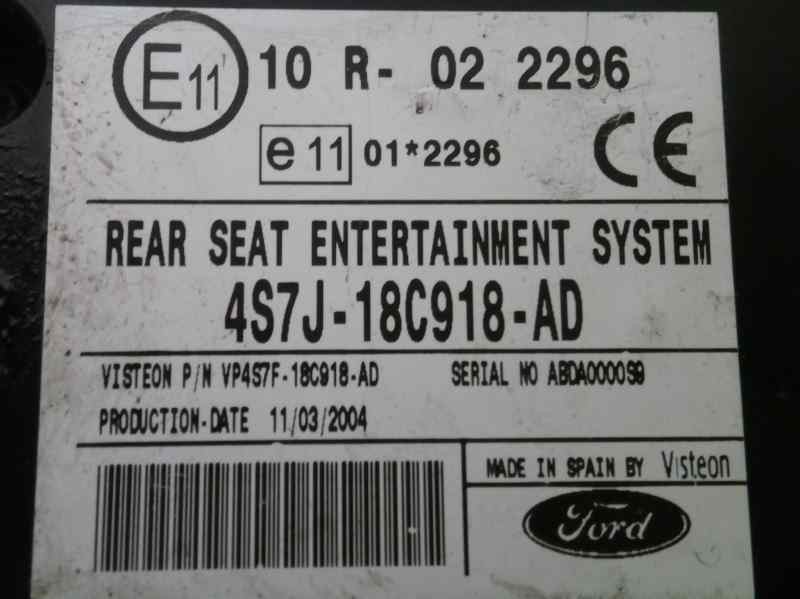 E11 10 R- 02 2296
e 11 01*2296 CE
REAR SEAT ENTERTAINMENT SYSTEM
4S7J-18C918-AD
VISTEON P/N VP4S7F-18C918-AD SERIAL NO ABDA0000S9
PRODUCTION-DATE 11/03/2004
MADE IN SPAIN BY Visteon
Ford